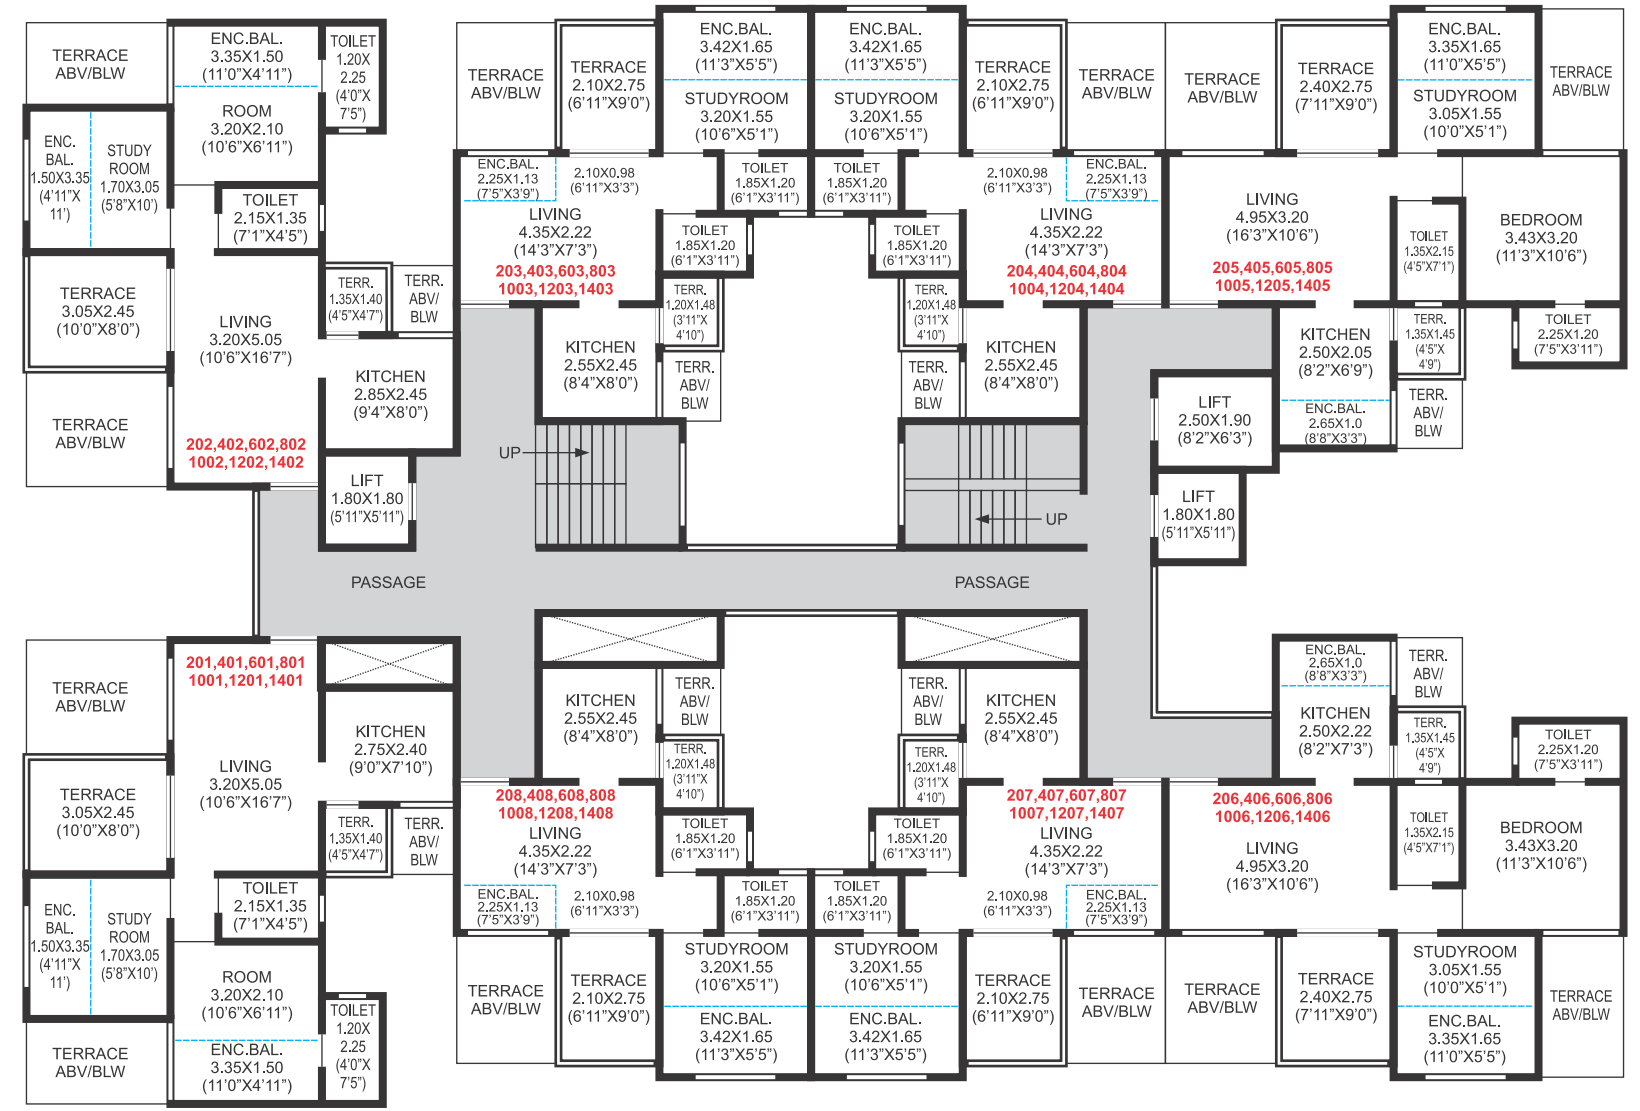 TERRACE
ABV/BLW
ENC.BAL.
3.35X1.50
(11'0"X4'11")
TOILET
1.20X
2.25
(4'0"X
7'5")
ROOM
3.20X2.10
(10'6"X6'11")
ENC.
BAL.
1.50X3.35
(4'11"X
11')
STUDY
ROOM
1.70X3.05
(5'8"X10')
TOILET
2.15X1.35
(7'1"X4'5")
TERRACE
3.05X2.45
(10'0"X8'0")
TERR.
1.35X1.40
(4'5"X4'7")
TERR.
ABV/
BLW
LIVING
3.20X5.05
(10'6"X16'7")
KITCHEN
2.85X2.45
(9'4"X8'0")
TERRACE
ABV/BLW
202,402,602,802
1002,1202,1402
LIFT
1.80X1.80
(5'11"X5'11")
TERRACE
ABV/BLW
TERRACE
2.10X2.75
(6'11"X9'0")
ENC.BAL.
3.42X1.65
(11'3"X5'5")
STUDYROOM
3.20X1.55
(10'6"X5'1")
ENC.BAL.
2.25X1.13
(7'5"X3'9")
2.10X0.98
(6'11"X3'3")
TOILET
1.85X1.20
(6'1"X3'11")
LIVING
4.35X2.22
(14'3"X7'3")
TOILET
1.85X1.20
(6'1"X3'11")
203,403,603,803
1003,1203,1403
TERR.
1.20X1.48
(3'11"X
4'10")
KITCHEN
2.55X2.45
(8'4"X8'0")
TERR.
ABV/
BLW
UP
ENC.BAL.
3.42X1.65
(11'3"X5'5")
STUDYROOM
3.20X1.55
(10'6"X5'1")
TERRACE
2.10X2.75
(6'11"X9'0")
TERRACE
ABV/BLW
TOILET
1.85X1.20
(6'1"X3'11")
2.10X0.98
(6'11"X3'3")
ENC.BAL.
2.25X1.13
(7'5"X3'9")
TOILET
1.85X1.20
(6'1"X3'11")
LIVING
4.35X2.22
(14'3"X7'3")
204,404,604,804
1004,1204,1404
TERR.
1.20X1.48
(3'11"X
4'10")
KITCHEN
2.55X2.45
(8'4"X8'0")
TERR.
ABV/
BLW
UP
TERRACE
ABV/BLW
TERRACE
2.40X2.75
(7'11"X9'0")
ENC.BAL.
3.35X1.65
(11'0"X5'5")
STUDYROOM
3.05X1.55
(10'0"X5'1")
TERRACE
ABV/BLW
LIVING
4.95X3.20
(16'3"X10'6")
TOILET
1.35X2.15
(4'5"X7'1")
BEDROOM
3.43X3.20
(11'3"X10'6")
205,405,605,805
1005,1205,1405
KITCHEN
2.50X2.05
(8'2"X6'9")
TERR.
1.35X1.45
(4'5"X
4'9")
TOILET
2.25X1.20
(7'5"X3'11")
ENC.BAL.
2.65X1.0
(8'8"X3'3")
TERR.
ABV/
BLW
LIFT
2.50X1.90
(8'2"X6'3")
LIFT
1.80X1.80
(5'11"X5'11")
PASSAGE
PASSAGE
TERRACE
ABV/BLW
201,401,601,801
1001,1201,1401
KITCHEN
2.75X2.40
(9'0"X7'10")
LIVING
3.20X5.05
(10'6"X16'7")
TERRACE
3.05X2.45
(10'0"X8'0")
TERR.
1.35X1.40
(4'5"X4'7")
TERR.
ABV/
BLW
TOILET
2.15X1.35
(7'1"X4'5")
ENC.
BAL.
1.50X3.35
(4'11"X
11')
STUDY
ROOM
1.70X3.05
(5'8"X10')
ROOM
3.20X2.10
(10'6"X6'11")
TOILET
1.20X
2.25
(4'0"X
7'5")
TERRACE
ABV/BLW
ENC.BAL.
3.35X1.50
(11'0"X4'11")
KITCHEN
2.55X2.45
(8'4"X8'0")
TERR.
ABV/
BLW
TERR.
1.20X1.48
(3'11"X
4'10")
208,408,608,808
1008,1208,1408
LIVING
4.35X2.22
(14'3"X7'3")
TOILET
1.85X1.20
(6'1"X3'11")
ENC.BAL.
2.25X1.13
(7'5"X3'9")
2.10X0.98
(6'11"X3'3")
TOILET
1.85X1.20
(6'1"X3'11")
TERRACE
ABV/BLW
TERRACE
2.10X2.75
(6'11"X9'0")
STUDYROOM
3.20X1.55
(10'6"X5'1")
ENC.BAL.
3.42X1.65
(11'3"X5'5")
TERR.
ABV/
BLW
KITCHEN
2.55X2.45
(8'4"X8'0")
TERR.
1.20X1.48
(3'11"X
4'10")
207,407,607,807
1007,1207,1407
TOILET
1.85X1.20
(6'1"X3'11")
LIVING
4.35X2.22
(14'3"X7'3")
TOILET
1.85X1.20
(6'1"X3'11")
2.10X0.98
(6'11"X3'3")
ENC.BAL.
2.25X1.13
(7'5"X3'9")
STUDYROOM
3.20X1.55
(10'6"X5'1")
ENC.BAL.
3.42X1.65
(11'3"X5'5")
TERRACE
2.10X2.75
(6'11"X9'0")
TERRACE
ABV/BLW
ENC.BAL.
2.65X1.0
(8'8"X3'3")
TERR.
ABV/
BLW
KITCHEN
2.50X2.22
(8'2"X7'3")
TERR.
1.35X1.45
(4'5"X
4'9")
TOILET
2.25X1.20
(7'5"X3'11")
206,406,606,806
1006,1206,1406
LIVING
4.95X3.20
(16'3"X10'6")
TOILET
1.35X2.15
(4'5"X7'1")
BEDROOM
3.43X3.20
(11'3"X10'6")
TERRACE
ABV/BLW
TERRACE
2.40X2.75
(7'11"X9'0")
STUDYROOM
3.05X1.55
(10'0"X5'1")
ENC.BAL.
3.35X1.65
(11'0"X5'5")
TERRACE
ABV/BLW